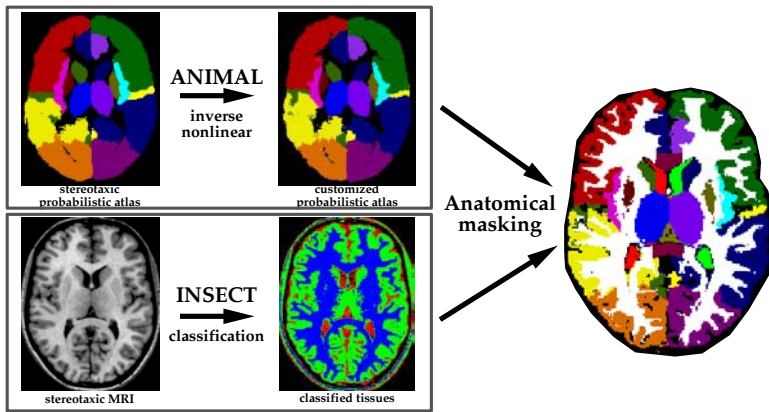 ANIMAL
inverse
nonlinear
stereotaxic
probabilistic atlas
customized
probabilistic atlas
INSECT
classification
stereotaxic MRI
classified tissues
Anatomical
masking